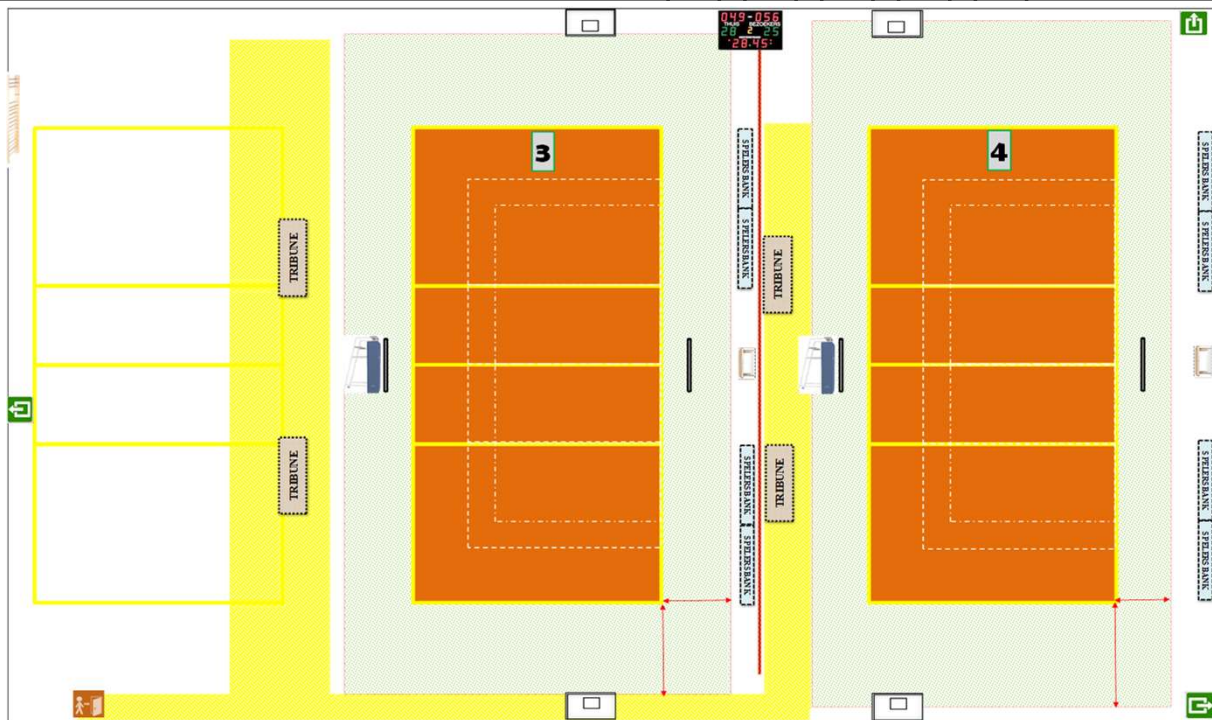 049-056
THUIS BEZOEKERS
28 2 25
28.45
3
4
SPELERSBANK
SPELERSBANK
SPELERSBANK
SPELERSBANK
TRIBUNE
TRIBUNE
TRIBUNE
TRIBUNE
SPELERSBANK
SPELERSBANK
SPELERSBANK
SPELERSBANK